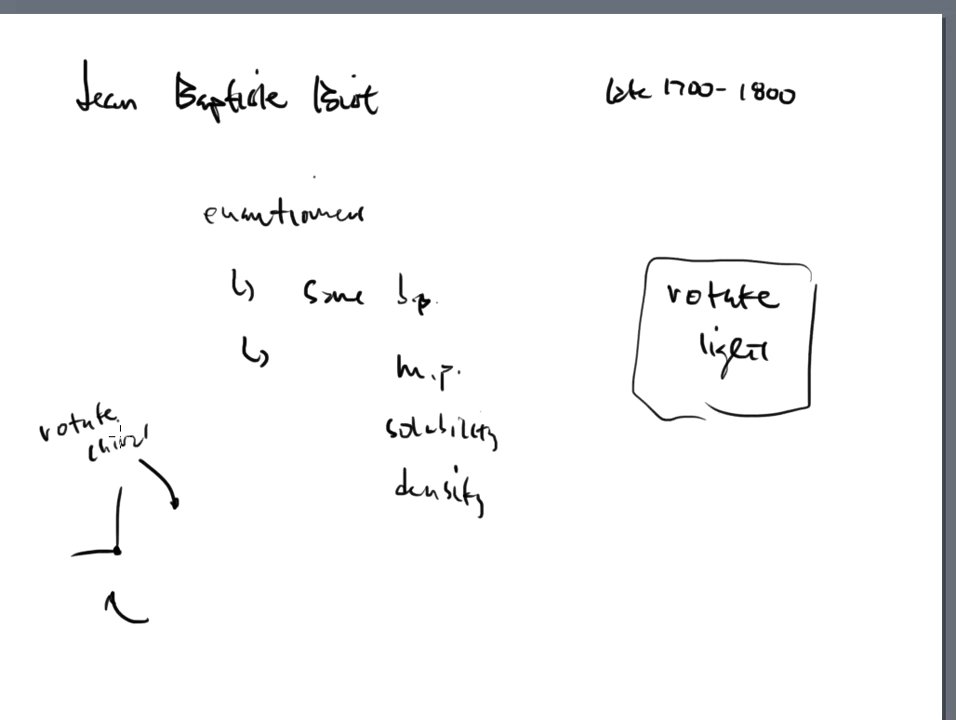 Jean Baptiste Biot
late 1700- 1800
enantiomers
↳ same b.p.
↳ m.p.
solubility
density
rotate
light
rotate
chiral